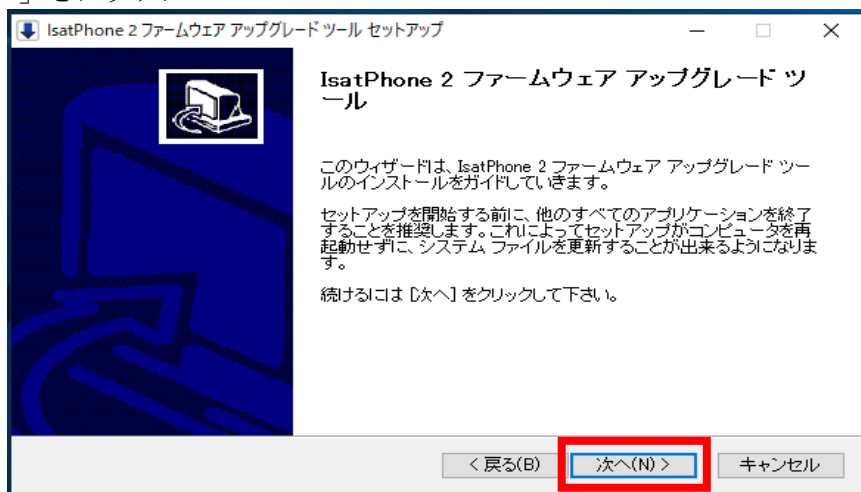 IsatPhone 2 ファームウェア アップグレード ツール セットアップ
IsatPhone 2 ファームウェア アップグレード ツ
ール
このウィザードは、IsatPhone 2 ファームウェア アップグレード ツー
ルのインストールをガイドしていきます。
セットアップを開始する前に、他のすべてのアプリケーションを終了
することを推奨します。これによってセットアップがコンピュータを再
起動せずに、システム ファイルを更新することが出来るようになりま
す。
続けるには [次へ] をクリックして下さい。
< 戻る(B)
次へ(N) >
キャンセル